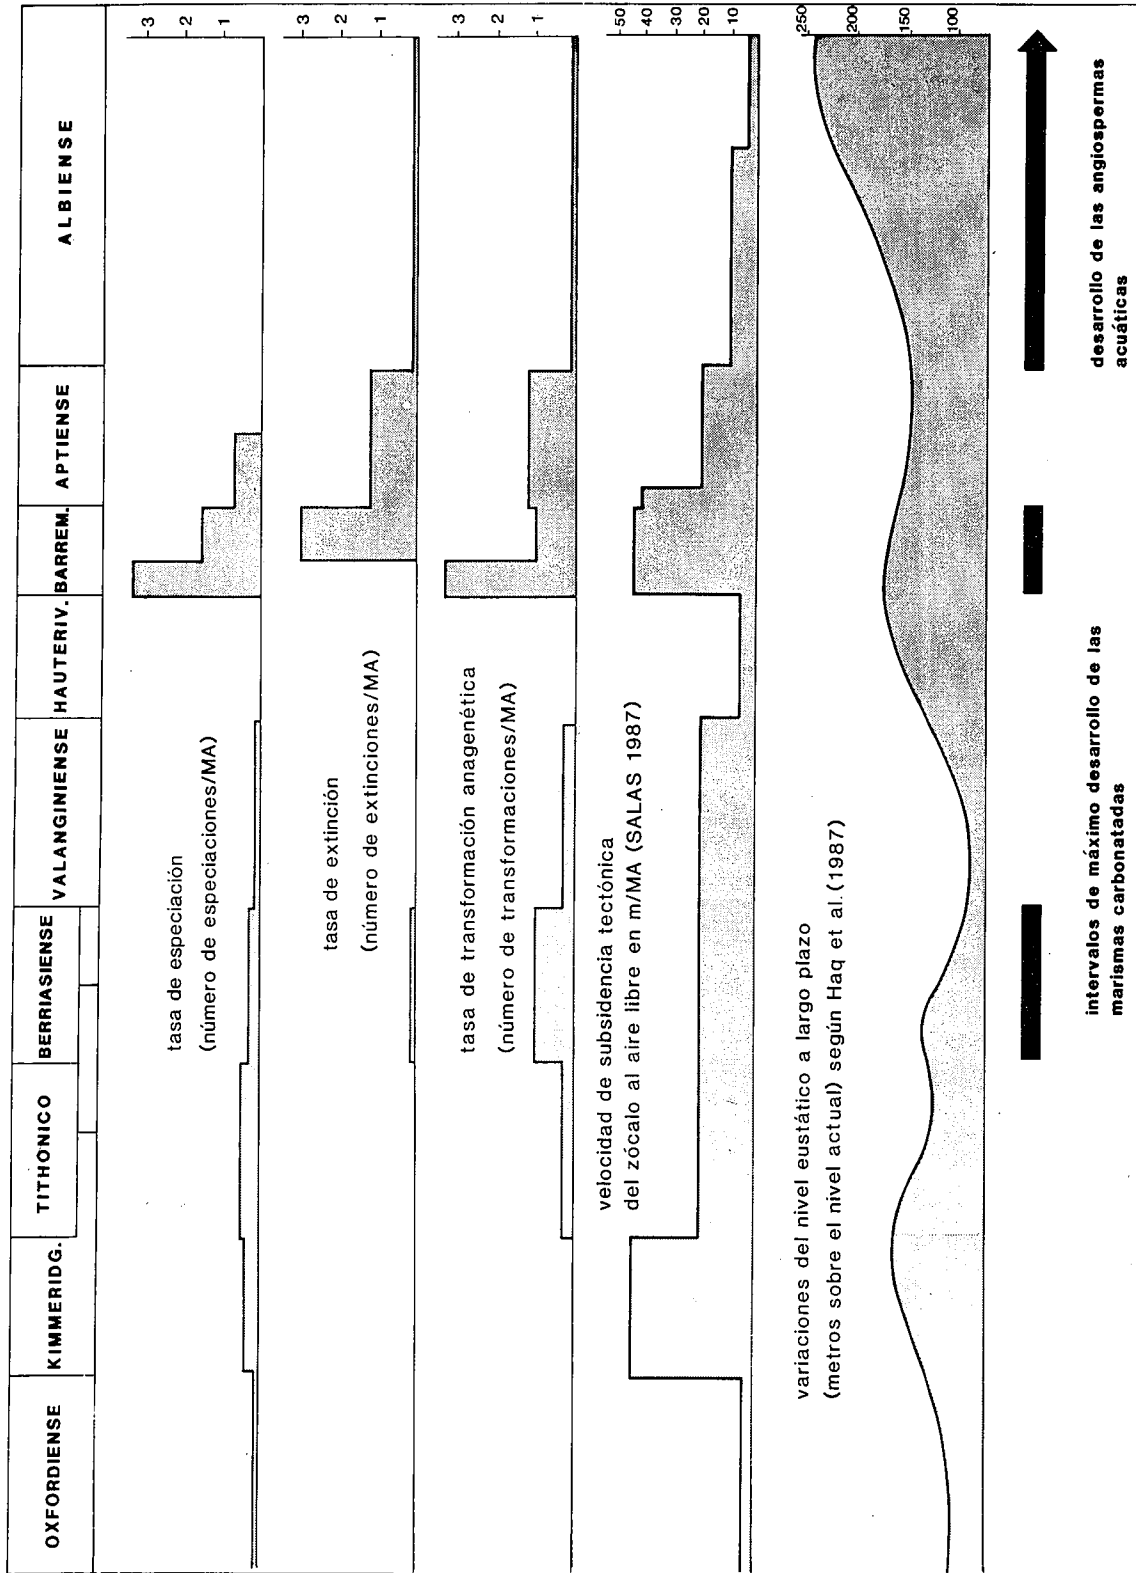 OXFORDIENSE
KIMMERIDG.
TITHONICO
BERRIASIENSE
VALANGINIENSE
HAUTERIV.
BARREM.
APTIENSE
ALBIENSE
3
2
1
tasa de especiación
(número de especiaciones/MA)
3
2
1
tasa de extinción
(número de extinciones/MA)
3
2
1
tasa de transformación anagenética
(número de transformaciones/MA)
50
40
30
20
10
velocidad de subsidencia tectónica
del zócalo al aire libre en m/MA (SALAS 1987)
250
200
150
100
variaciones del nivel eustático a largo plazo
(metros sobre el nivel actual) según Haq et al.(1987)
intervalos de máximo desarrollo de las
marismas carbonatadas
desarrollo de las angiospermas
acuáticas